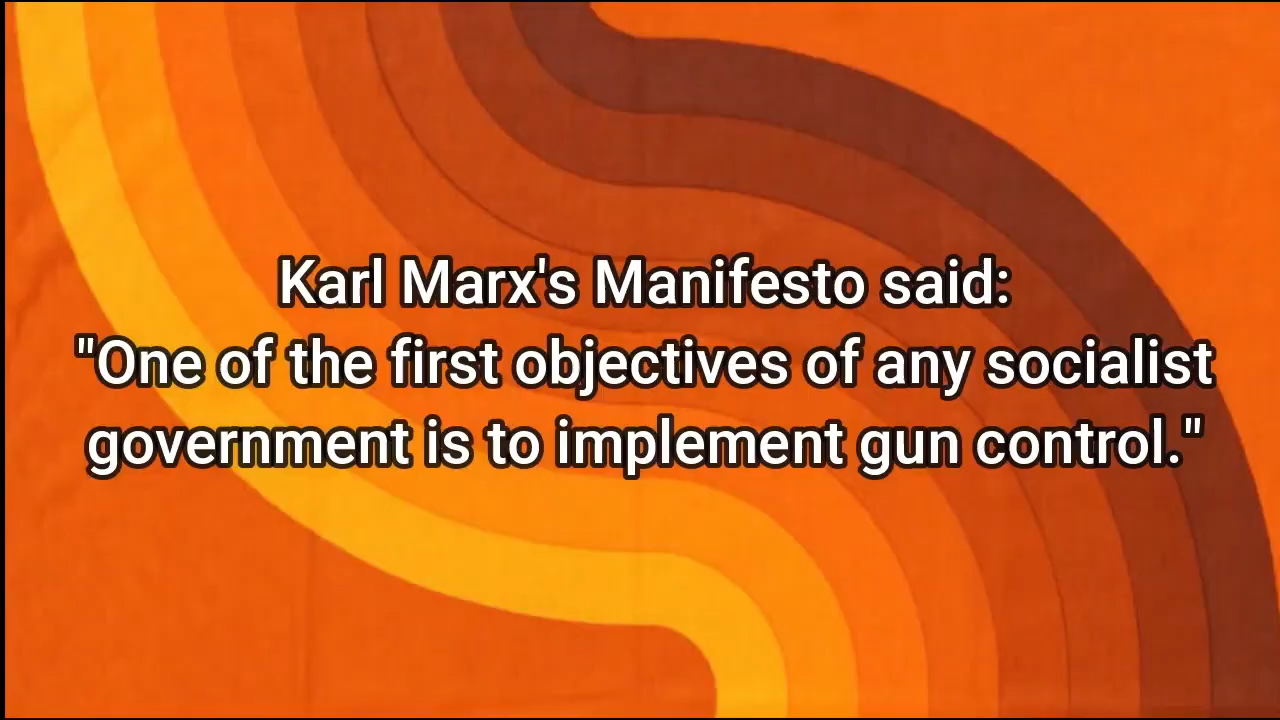 Karl Marx's Manifesto said:
"One of the first objectives of any socialist
government is to implement gun control."